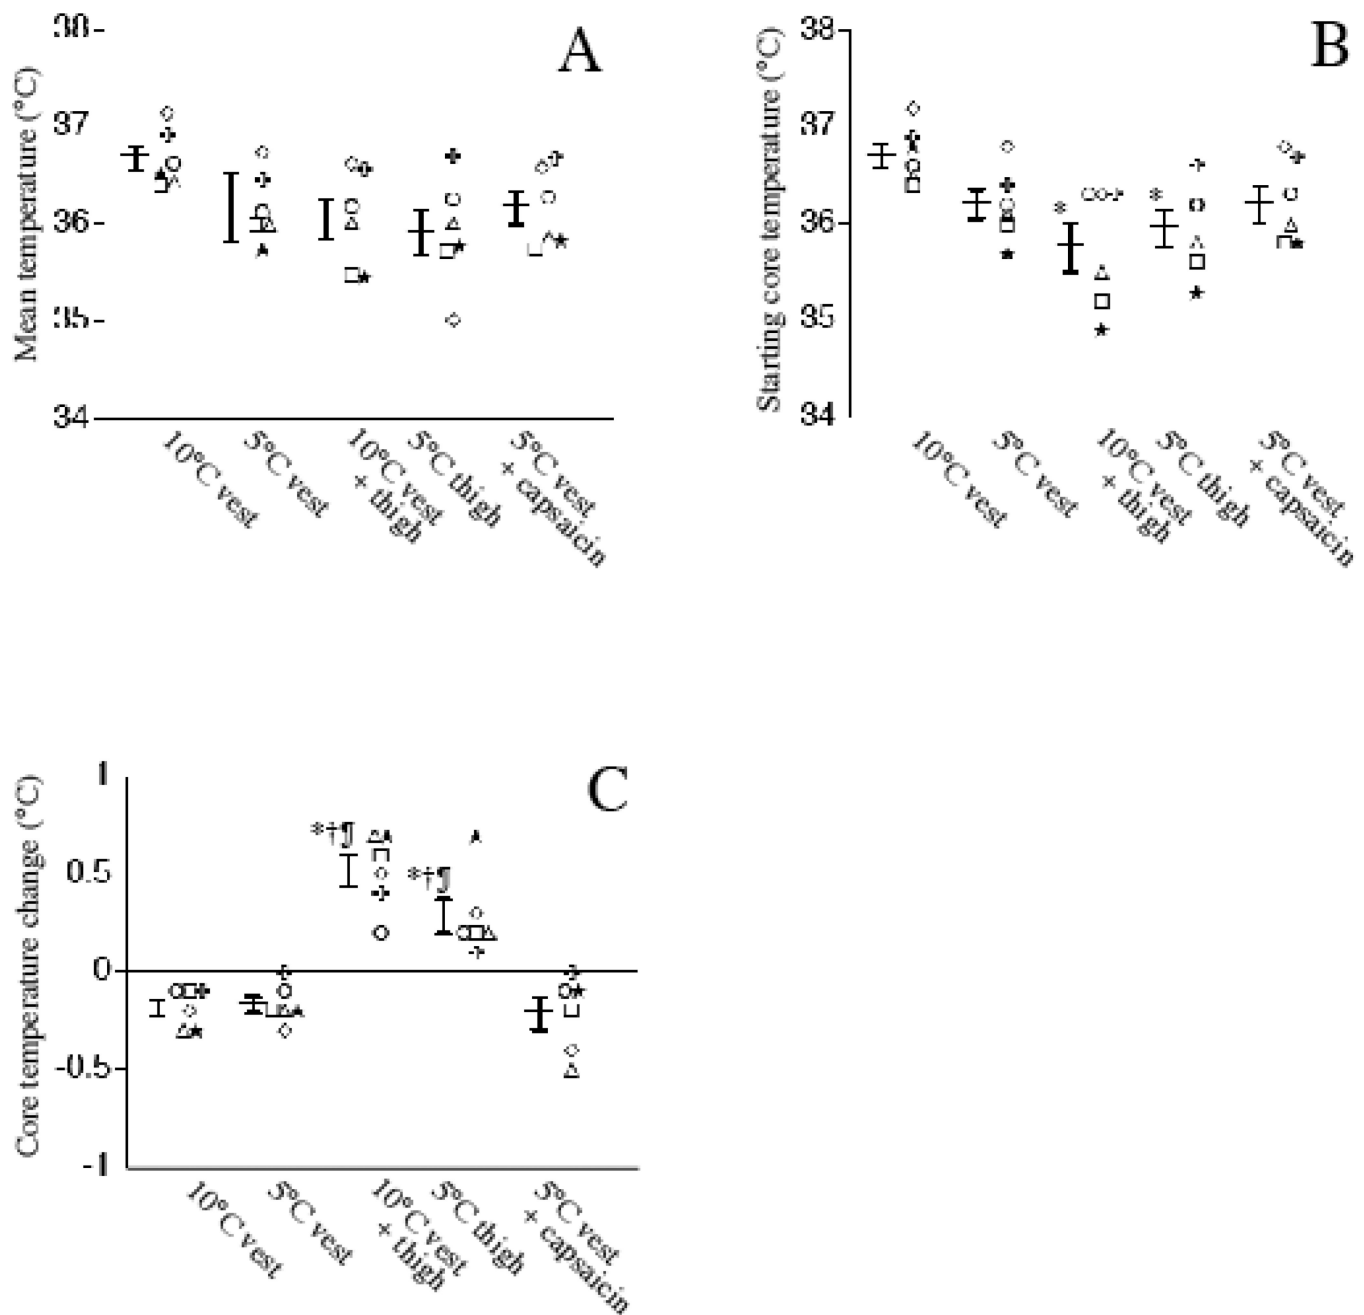 A
Mean temperature (°C)
38
37
36
35
34
10°C vest
5°C vest
10°C vest
+ thigh
5°C thigh
5°C vest
+ capsaicin
B
Starting core temperature (°C)
38
37
36
35
34
*
*
10°C vest
5°C vest
10°C vest
+ thigh
5°C thigh
5°C vest
+ capsaicin
C
Core temperature change (°C)
1
0.5
0
-0.5
-1
*†¶
*†¶
10°C vest
5°C vest
10°C vest
+ thigh
5°C thigh
5°C vest
+ capsaicin